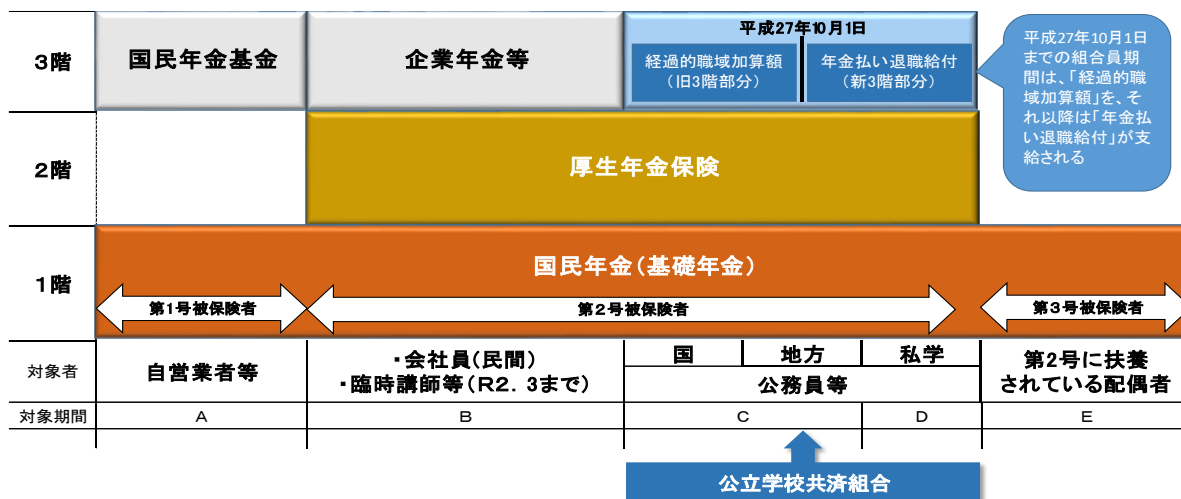 3階
国民年金基金
企業年金等
平成27年10月1日
経過的職域加算額
(旧3階部分)
年金払い退職給付
(新3階部分)
平成27年10月1日
までの組合員期
間は、「経過的職
域加算額」を、そ
れ以降は「年金払
い退職給付」が支
給される
2階
厚生年金保険
1階
国民年金(基礎年金)
第1号被保険者
第2号被保険者
第3号被保険者
対象者
自営業者等
・会社員(民間)
・臨時講師等(R2.3まで)
国
地方
私学
公務員等
第2号に扶養
されている配偶者
対象期間
A
B
C
D
E
公立学校共済組合